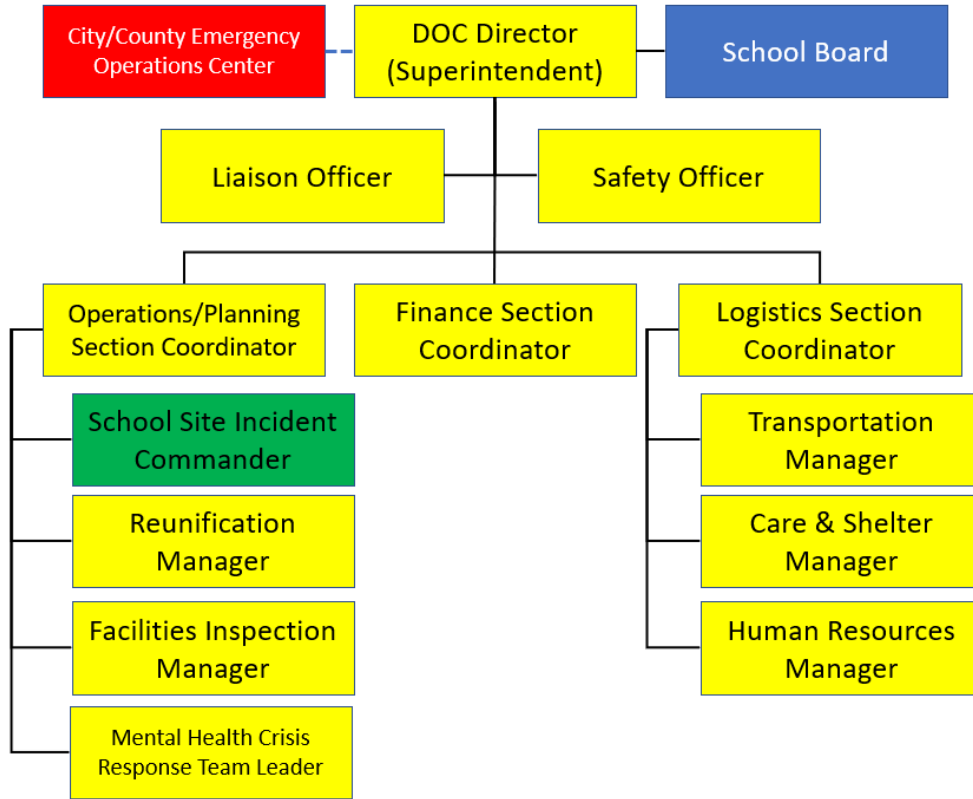 City/County Emergency
Operations Center
DOC Director
(Superintendent)
School Board
Liaison Officer
Safety Officer
Operations/Planning
Section Coordinator
Finance Section
Coordinator
Logistics Section
Coordinator
School Site Incident
Commander
Transportation
Manager
Reunification
Manager
Care & Shelter
Manager
Facilities Inspection
Manager
Human Resources
Manager
Mental Health Crisis
Response Team Leader